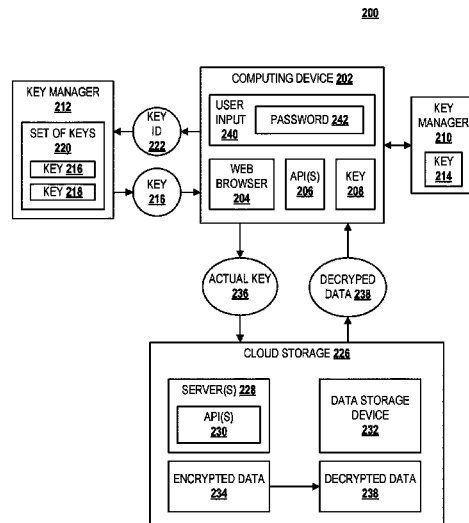 200
KEY MANAGER
212
SET OF KEYS
220
KEY 216
KEY 218
KEY
ID
222
KEY
216
COMPUTING DEVICE 202
USER
INPUT
240
PASSWORD 242
WEB
BROWSER
204
API(S)
206
KEY
208
KEY
MANAGER
210
KEY
214
ACTUAL KEY
236
DECRYPED
DATA 238
CLOUD STORAGE 226
SERVER(S) 228
API(S)
230
DATA STORAGE
DEVICE
232
ENCRYPTED DATA
234
DECRYPTED DATA
238